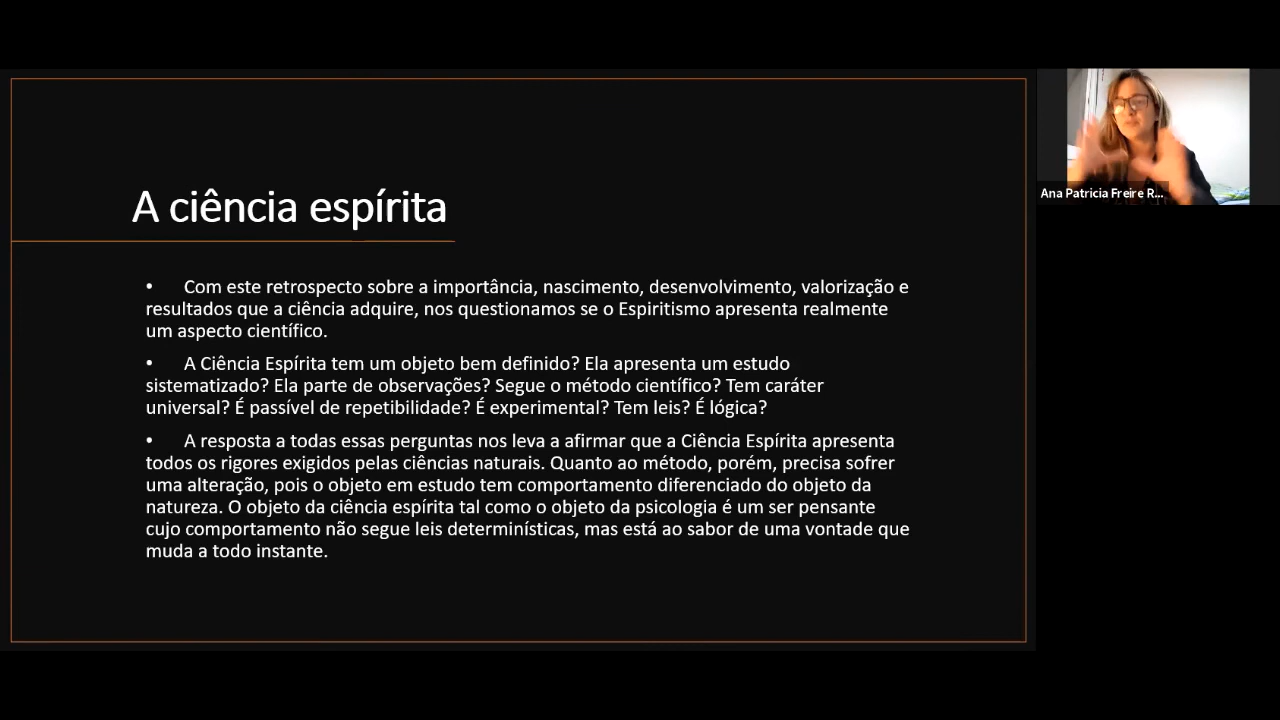 A ciência espírita
• Com este retrospecto sobre a importância, nascimento, desenvolvimento, valorização e
resultados que a ciência adquire, nos questionamos se o Espiritismo apresenta realmente
um aspecto científico.
• A Ciência Espírita tem um objeto bem definido? Ela apresenta um estudo
sistematizado? Ela parte de observações? Segue o método científico? Tem caráter
universal? É passível de repetibilidade? É experimental? Tem leis? É lógica?
• A resposta a todas essas perguntas nos leva a afirmar que a Ciência Espírita apresenta
todos os rigores exigidos pelas ciências naturais. Quanto ao método, porém, precisa sofrer
uma alteração, pois o objeto em estudo tem comportamento diferenciado do objeto da
natureza. O objeto da ciência espírita tal como o objeto da psicologia é um ser pensante
cujo comportamento não segue leis determinísticas, mas está ao sabor de uma vontade que
muda a todo instante.
Ana Patricia Freire R...